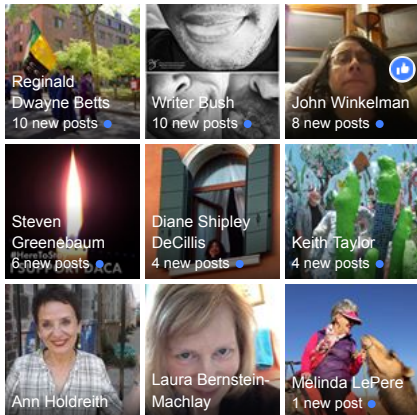 Reginald
Dwayne Betts
10 new posts
Writer Bush
10 new posts
John Winkelman
8 new posts
Steven
Greenebaum
6 new posts
Diane Shipley
DeCillis
4 new posts
Keith Taylor
4 new posts
Ann Holdreith
Laura Bernstein-
Machlay
Melinda LePere
1 new post